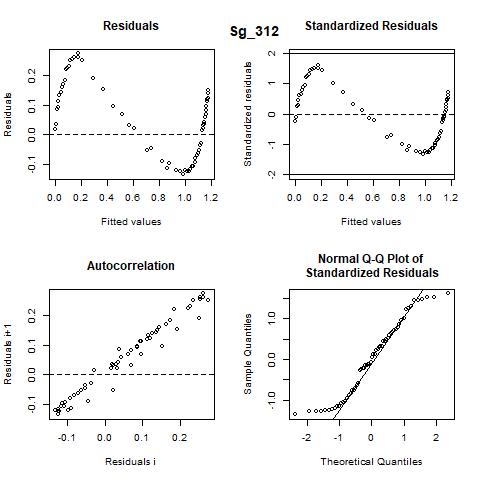 Sg_312
Residuals
Residuals
-0.1 0.0 0.1 0.2
0.0 0.2 0.4 0.6 0.8 1.0 1.2
Fitted values
Standardized Residuals
Standardized residuals
-2 -1 0 1 2
0.0 0.2 0.4 0.6 0.8 1.0 1.2
Fitted values
Autocorrelation
Residuals i+1
-0.1 0.0 0.1 0.2
-0.1 0.0 0.1 0.2
Residuals i
Normal Q-Q Plot of
Standardized Residuals
Sample Quantiles
-1.0 0.0 1.0
-2 -1 0 1 2
Theoretical Quantiles